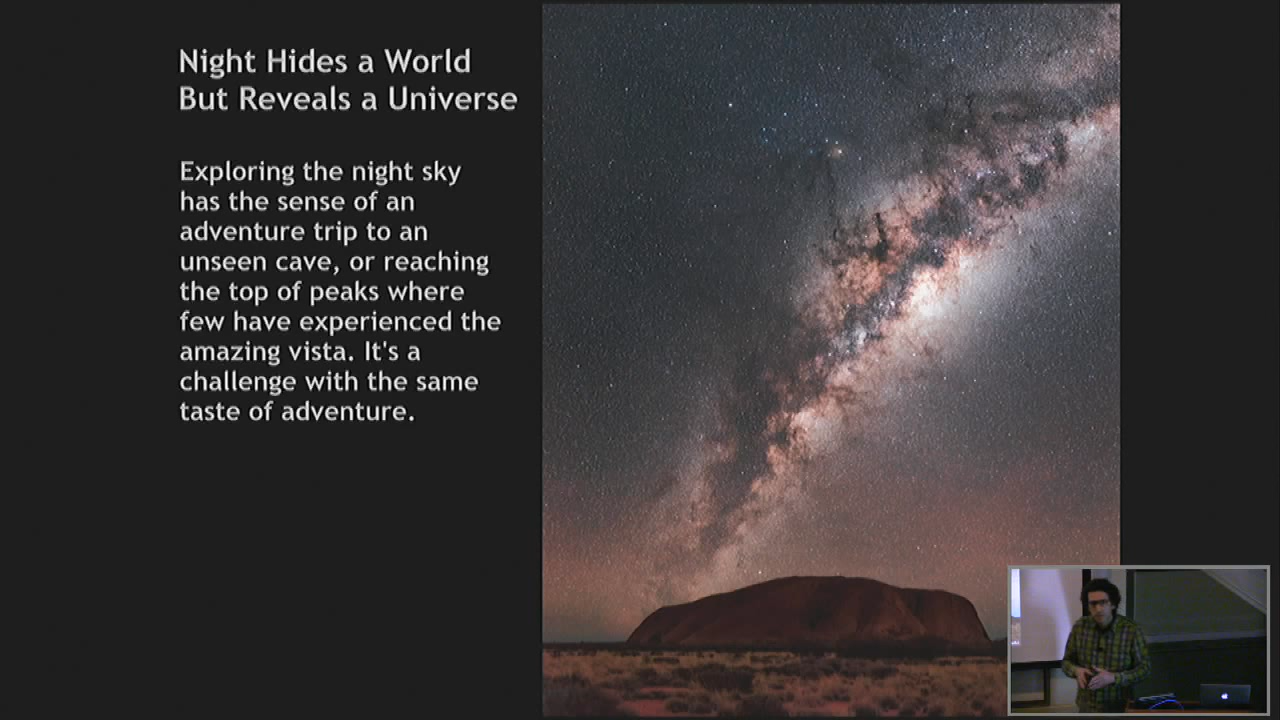 Night Hides a World
But Reveals a Universe
Exploring the night sky
has the sense of an
adventure trip to an
unseen cave, or reaching
the top of peaks where
few have experienced the
amazing vista. It's a
challenge with the same
taste of adventure.